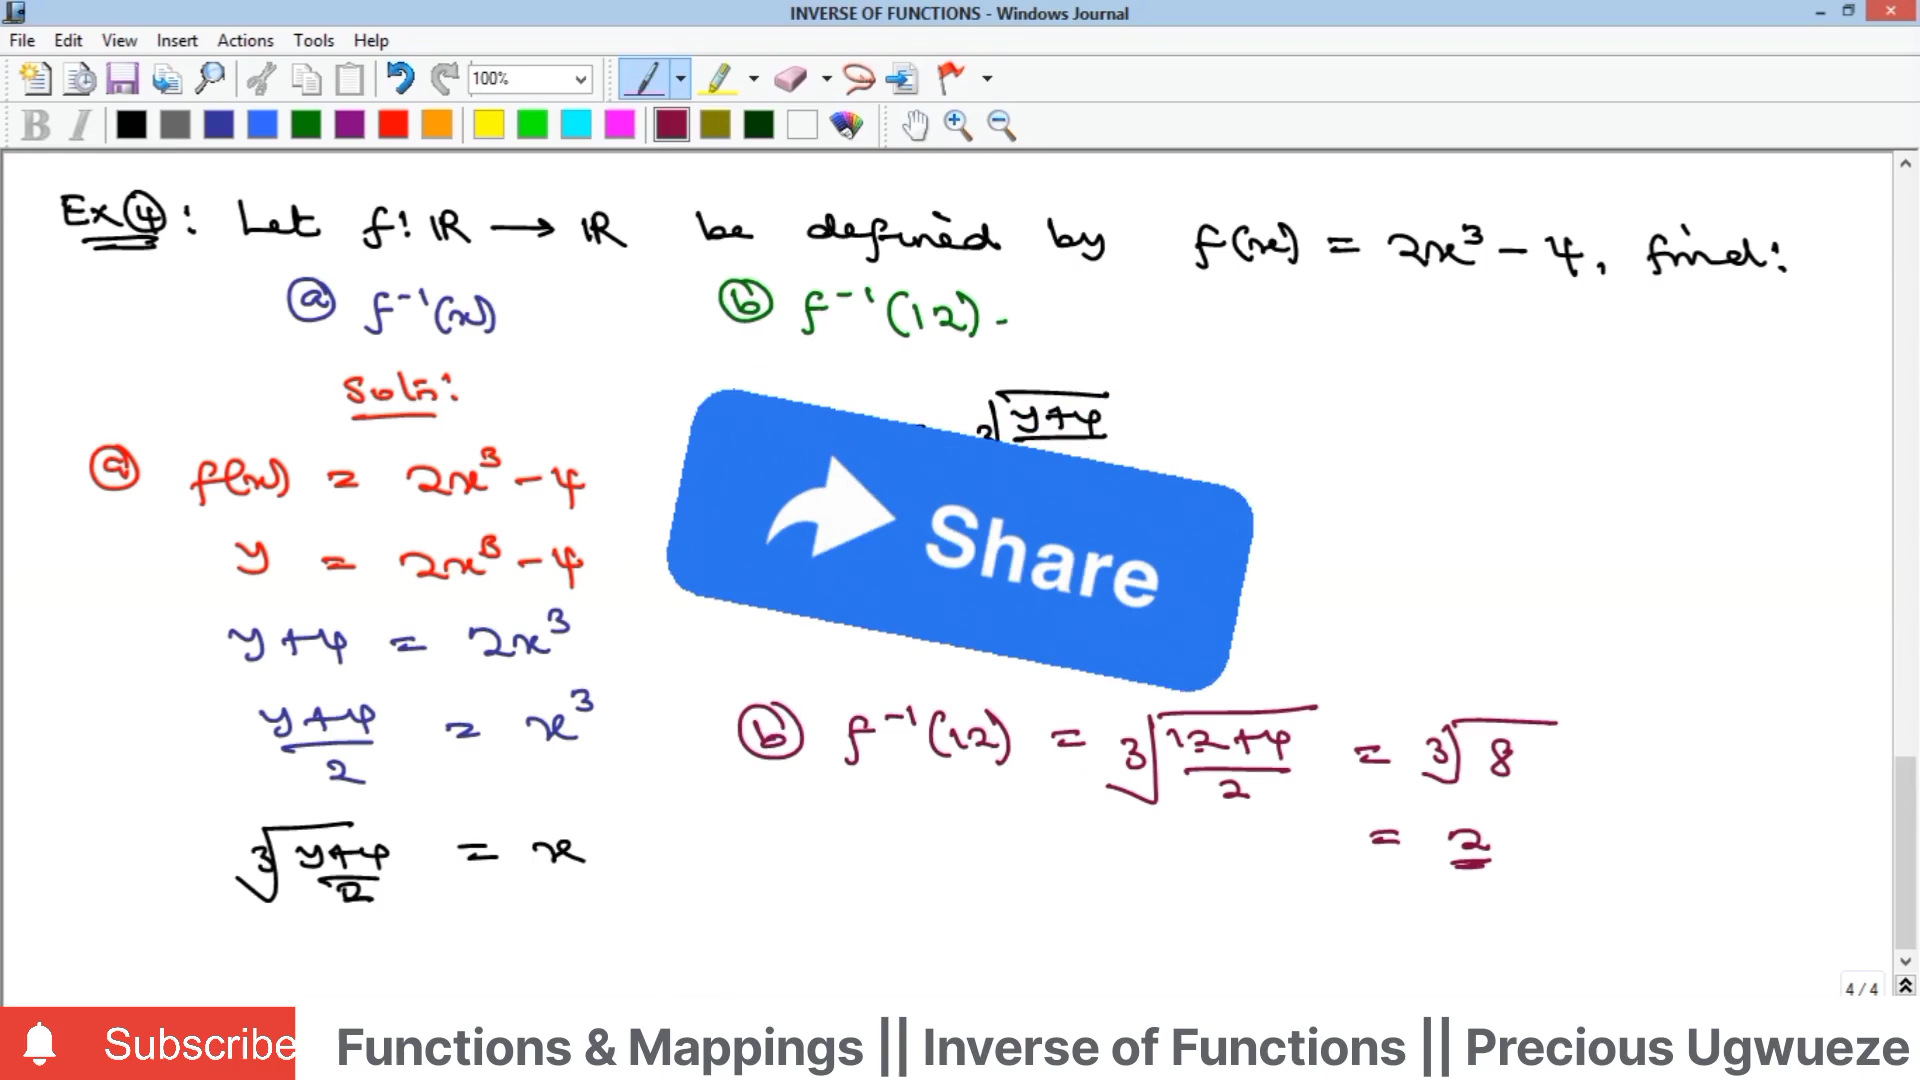 INVERSE OF FUNCTIONS - Windows Journal
File Edit View Insert Actions Tools Help
100%
B I
Ex④: Let f: ℝ → ℝ be defined by f(x) = 2x³ - 4, find:
ⓐ f⁻¹(x) ⓑ f⁻¹(12).
Soln:
∛(y+4
ⓐ f(x) = 2x³ - 4
y = 2x³ - 4
y+4 = 2x³
(y+4)/2 = x³
∛((y+4)/2) = x
Share
ⓑ f⁻¹(12) = ∛((12+4)/2) = ∛8
= 2
4 / 4
Subscribe
Functions & Mappings || Inverse of Functions || Precious Ugwueze